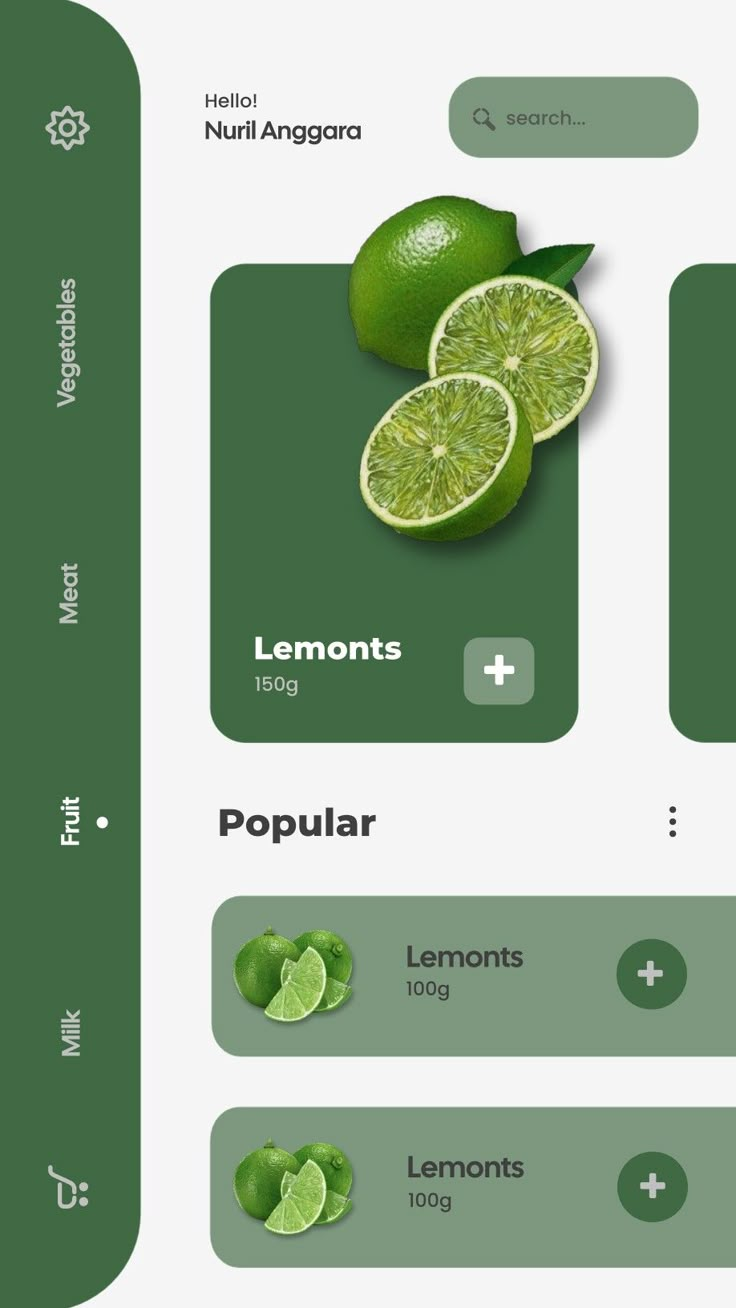 Hello!
Nuril Anggara
search...
Vegetables
Meat
Fruit
Milk
Lemonts
150g
Popular
Lemonts
100g
Lemonts
100g